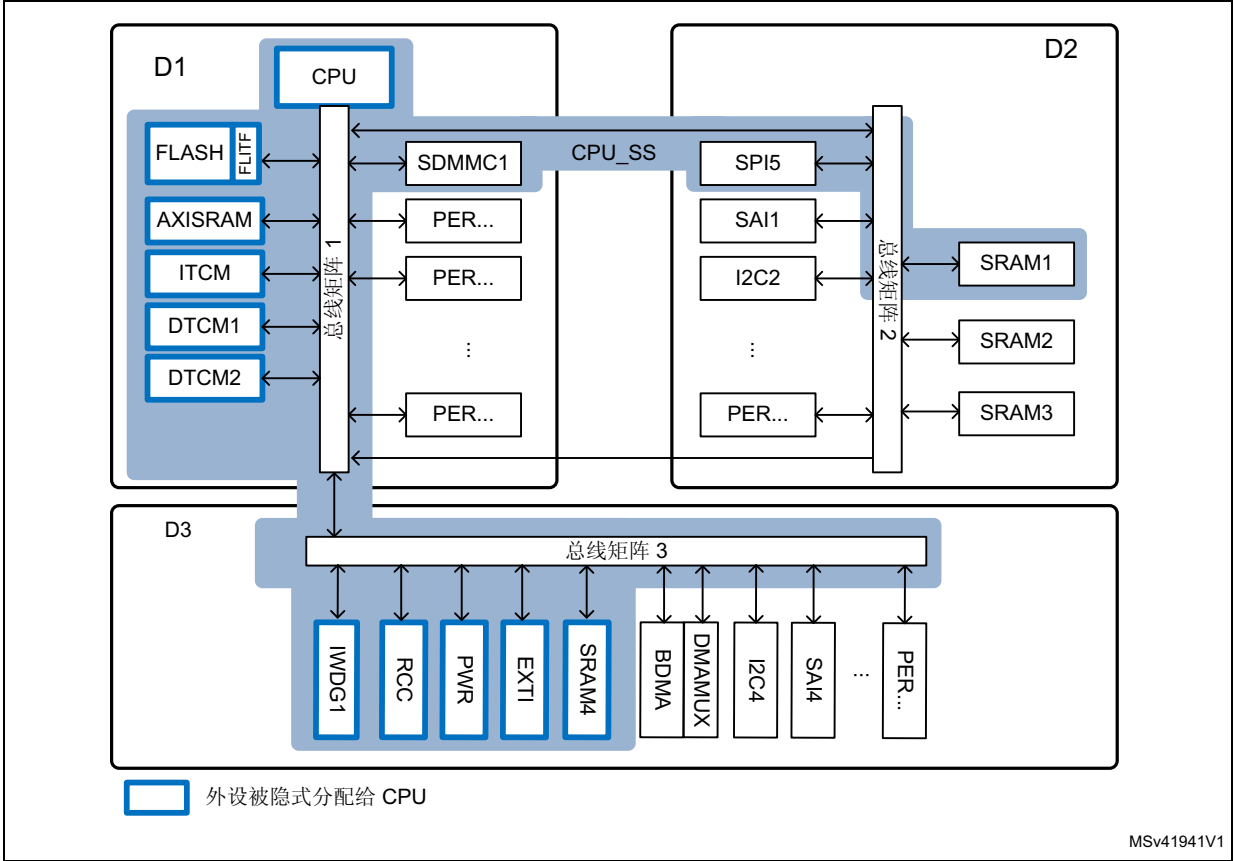 D1
CPU
D2
FLASH
FLITF
SDMMC1
CPU_SS
SPI5
AXISRAM
PER...
SAI1
ITCM
PER...
I2C2
SRAM1
DTCM1
总线矩阵 1
...
...
总线矩阵 2
SRAM2
DTCM2
PER...
PER...
SRAM3
D3
总线矩阵 3
IWDG1
RCC
PWR
EXTI
SRAM4
BDMA
DMAMUX
I2C4
SAI4
...
PER...
外设被隐式分配给 CPU
MSv41941V1